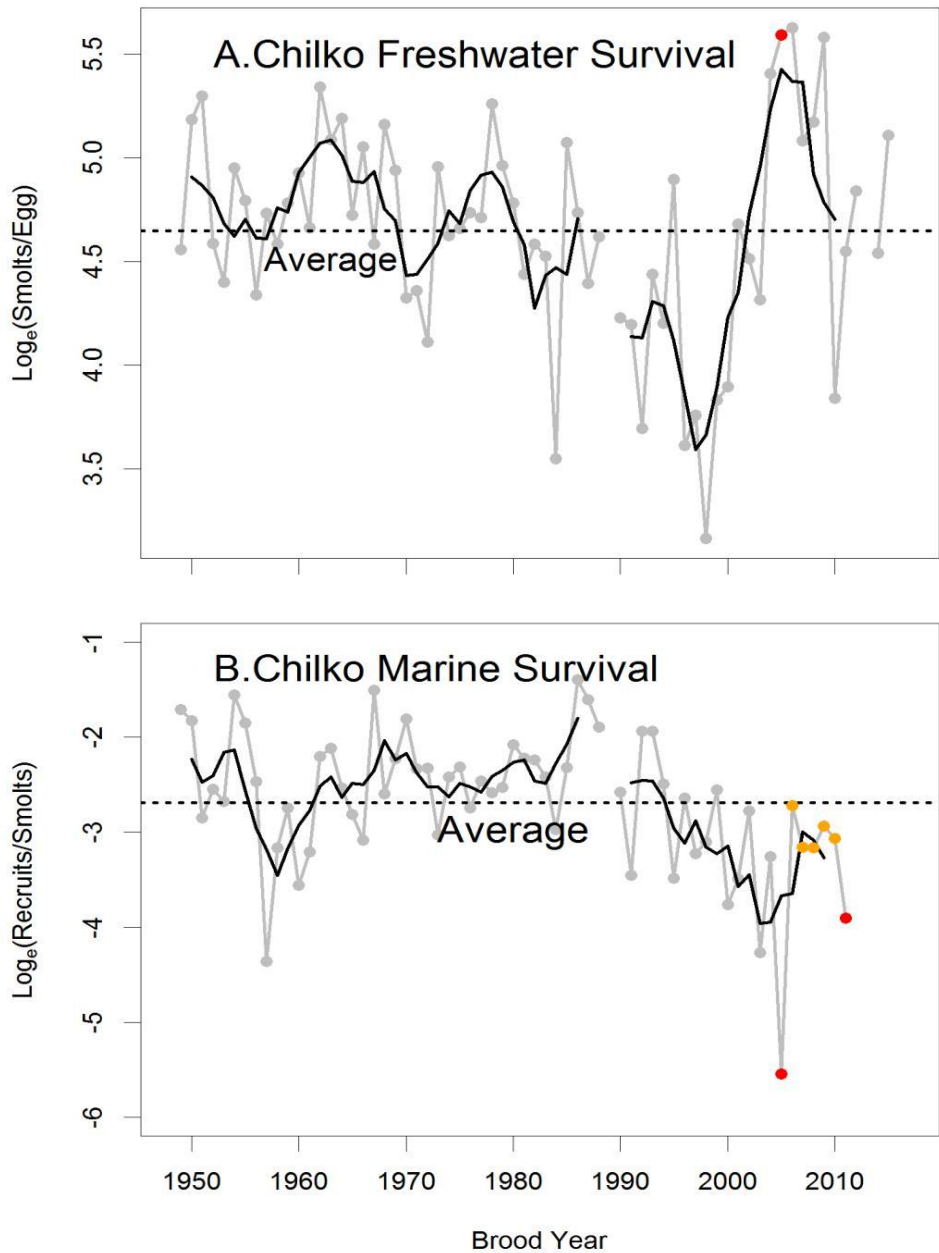 A.Chilko Freshwater Survival
5.5
5.0
4.5
4.0
3.5
Loge(Smolts/Egg)
Average
B.Chilko Marine Survival
-1
-2
-3
-4
-5
-6
Loge(Recruits/Smolts)
Average
1950 1960 1970 1980 1990 2000 2010
Brood Year